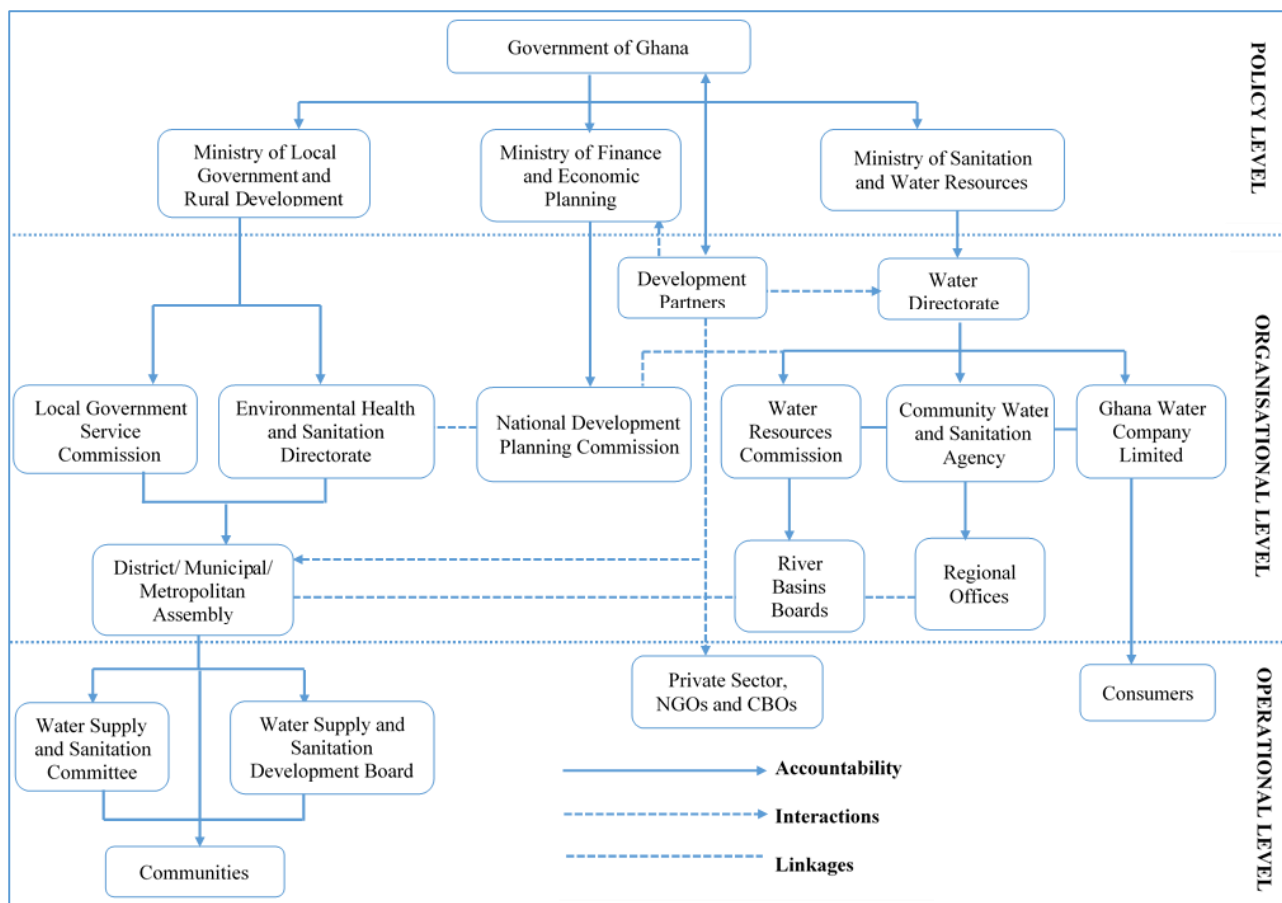 Government of Ghana
POLICY LEVEL
Ministry of Local
Government and
Rural Development
Ministry of Finance
and Economic
Planning
Ministry of Sanitation
and Water Resources
Development
Partners
Water
Directorate
ORGANISATIONAL LEVEL
Local Government
Service
Commission
Environmental Health
and Sanitation
Directorate
National Development
Planning Commission
Water
Resources
Commission
Community Water
and Sanitation
Agency
Ghana Water
Company
Limited
District/ Municipal/
Metropolitan
Assembly
River
Basins
Boards
Regional
Offices
Private Sector,
NGOs and CBOs
Consumers
OPERATIONAL LEVEL
Water Supply
and Sanitation
Committee
Water Supply and
Sanitation
Development Board
Communities
Accountability
Interactions
Linkages